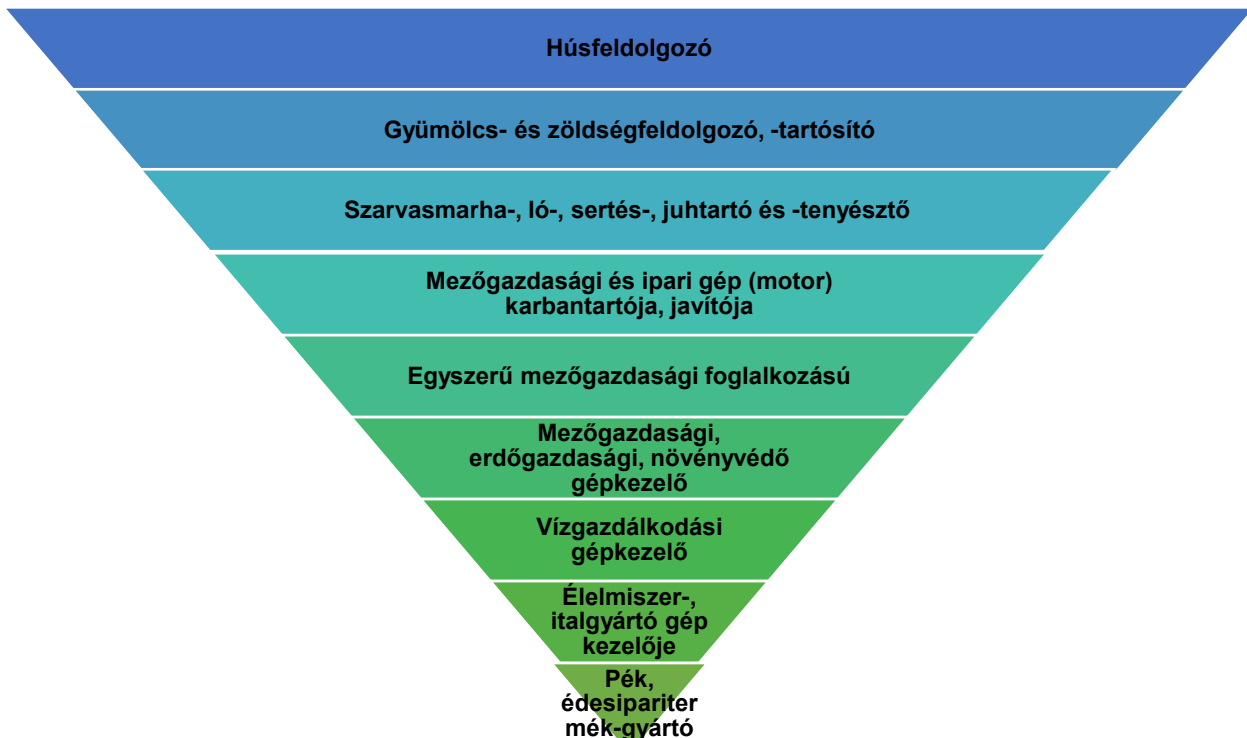 Húsfeldolgozó
Gyümölcs- és zöldségfeldolgozó, -tartósító
Szarvasmarha-, ló-, sertés-, juhtartó és -tenyésztő
Mezőgazdasági és ipari gép (motor)
karbantartója, javítója
Egyszerű mezőgazdasági foglalkozású
Mezőgazdasági,
erdőgazdasági, növényvédő
gépkezelő
Vízgazdálkodási
gépkezelő
Élelmiszer-,
italgyártó gép
kezelője
Pék,
édesipariter
mék-gyártó